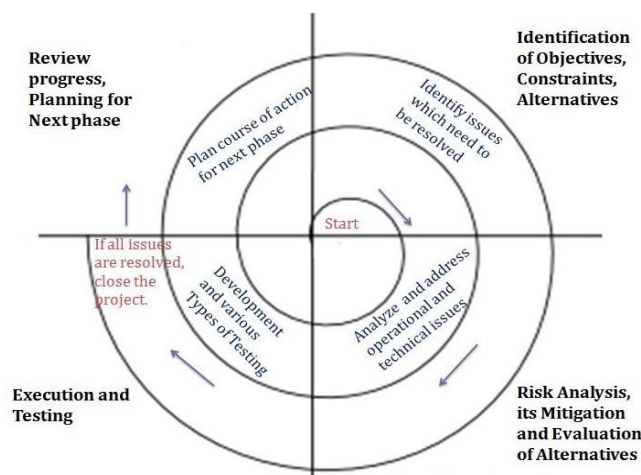 Review
progress,
Planning for
Next phase
Identification
of Objectives,
Constraints,
Alternatives
Plan course of action
for next phase
Identify issues
which need to
be resolved
Start
If all issues
are resolved,
close the
project.
Development
and various
Types of Testing
Analyze and address
operational and
technical issues
Execution and
Testing
Risk Analysis,
its Mitigation
and Evaluation
of Alternatives